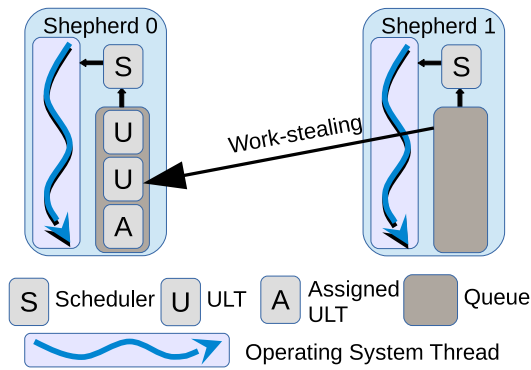 Shepherd 0
Shepherd 1
S
S
U
U
A
Work-stealing
S Scheduler
U ULT
A Assigned
ULT
Queue
Operating System Thread